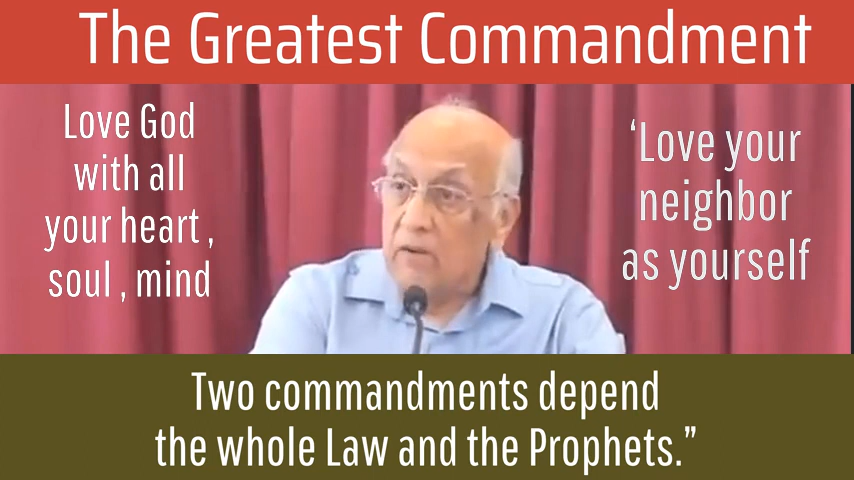 The Greatest Commandment
Love God
with all
your heart ,
soul , mind
‘Love your
neighbor
as yourself
Two commandments depend
the whole Law and the Prophets.”